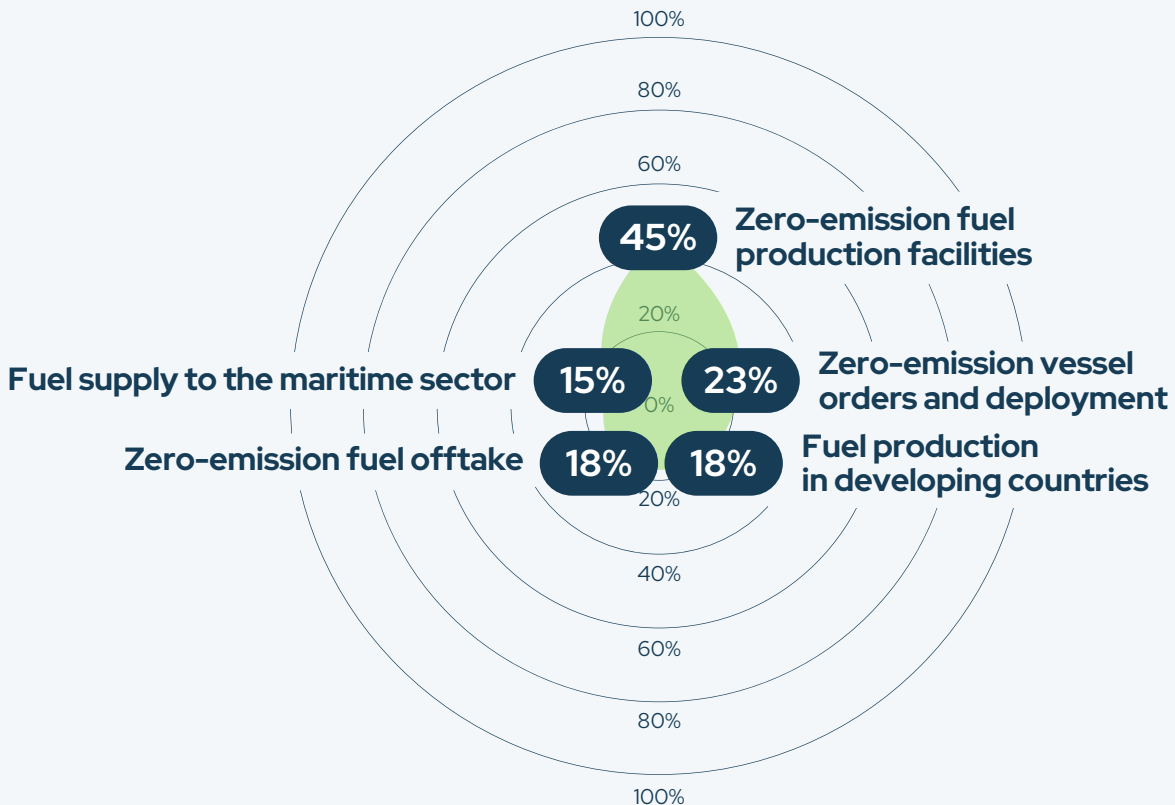 100%
80%
60%
45%
Zero-emission fuel
production facilities
20%
Fuel supply to the maritime sector
15%
23%
Zero-emission vessel
orders and deployment
0%
Zero-emission fuel offtake
18%
18%
Fuel production
in developing countries
20%
40%
60%
80%
100%